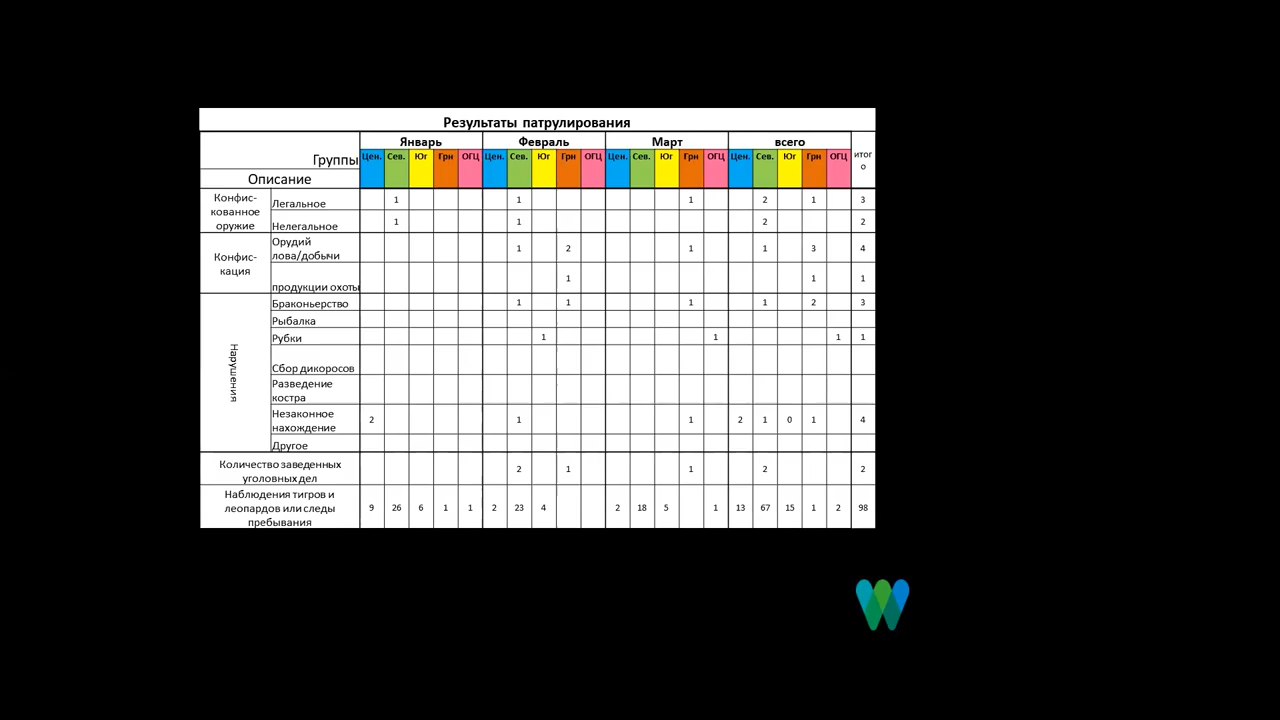 Результаты патрулирования
Январь Февраль Март всего итог
о
Группы Цен. Сев. Юг Грн ОГЦ Цен. Сев. Юг Грн ОГЦ Цен. Сев. Юг Грн ОГЦ Цен. Сев. Юг Грн ОГЦ
Описание
Конфис-
кованное
оружие
Легальное 1 1 1 2 1 3
Нелегальное 1 1 2 2
Конфис-
кация
Орудий
лова/добычи 1 2 1 1 3 4
продукции охоты 1 1 1
Нарушения
Браконьерство 1 1 1 1 2 3
Рыбалка
Рубки 1 1 1 1
Сбор дикоросов
Разведение
костра
Незаконное
нахождение 2 1 1 2 1 0 1 4
Другое
Количество заведенных
уголовных дел 2 1 1 2 2
Наблюдения тигров и
леопардов или следы
пребывания 9 26 6 1 1 2 23 4 2 18 5 1 13 67 15 1 2 98